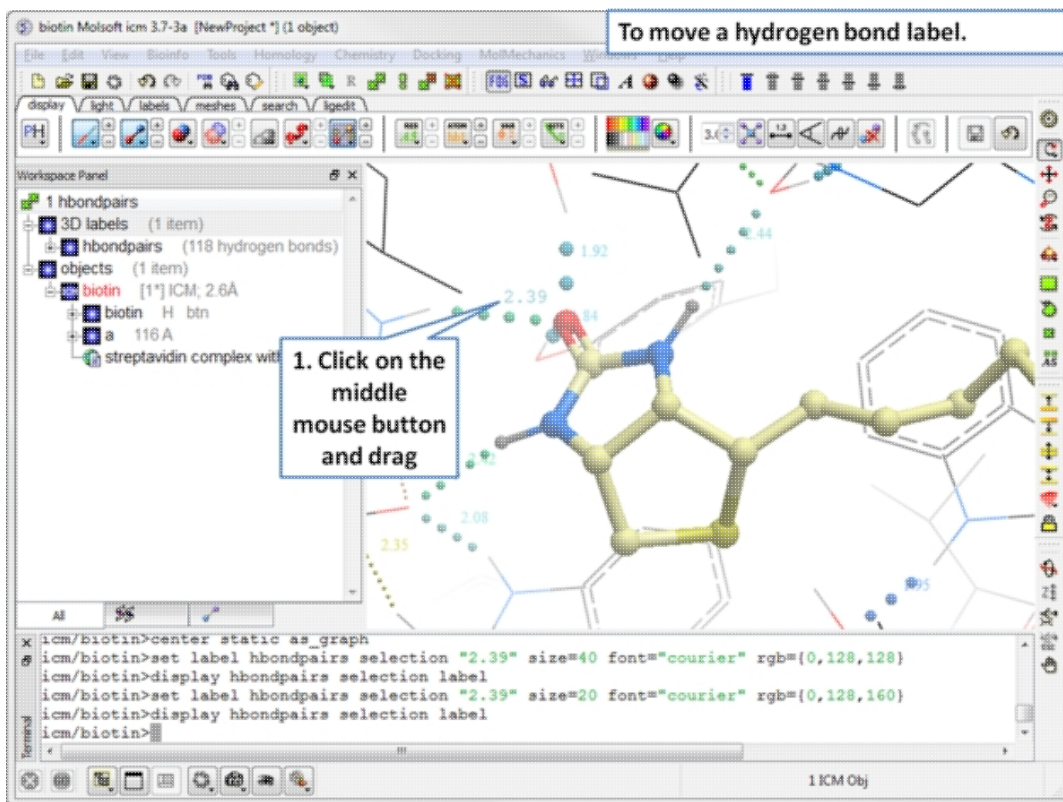 biotin Molsoft icm 3.7-3a [NewProject *] (1 object)
To move a hydrogen bond label.
File Edit View Bioinfo Tools Homology Chemistry Docking MolMechanics Windows Help
display light labels meshes search ligedit
Workspace Panel
1 hbondpairs
3D labels (1 item)
hbondpairs (118 hydrogen bonds)
objects (1 item)
biotin [1*] ICM; 2.6Å
biotin H btn
a 116 A
streptavidin complex with
1.92
2.44
2.39
.84
1. Click on the
middle
mouse button
and drag
2.42
2.08
2.35
.95
All
icm/biotin>center static as_graph
icm/biotin>set label hbondpairs selection "2.39" size=40 font="courier" rgb={0,128,128}
icm/biotin>display hbondpairs selection label
icm/biotin>set label hbondpairs selection "2.39" size=20 font="courier" rgb={0,128,160}
icm/biotin>display hbondpairs selection label
icm/biotin>
Terminal
1 ICM Obj